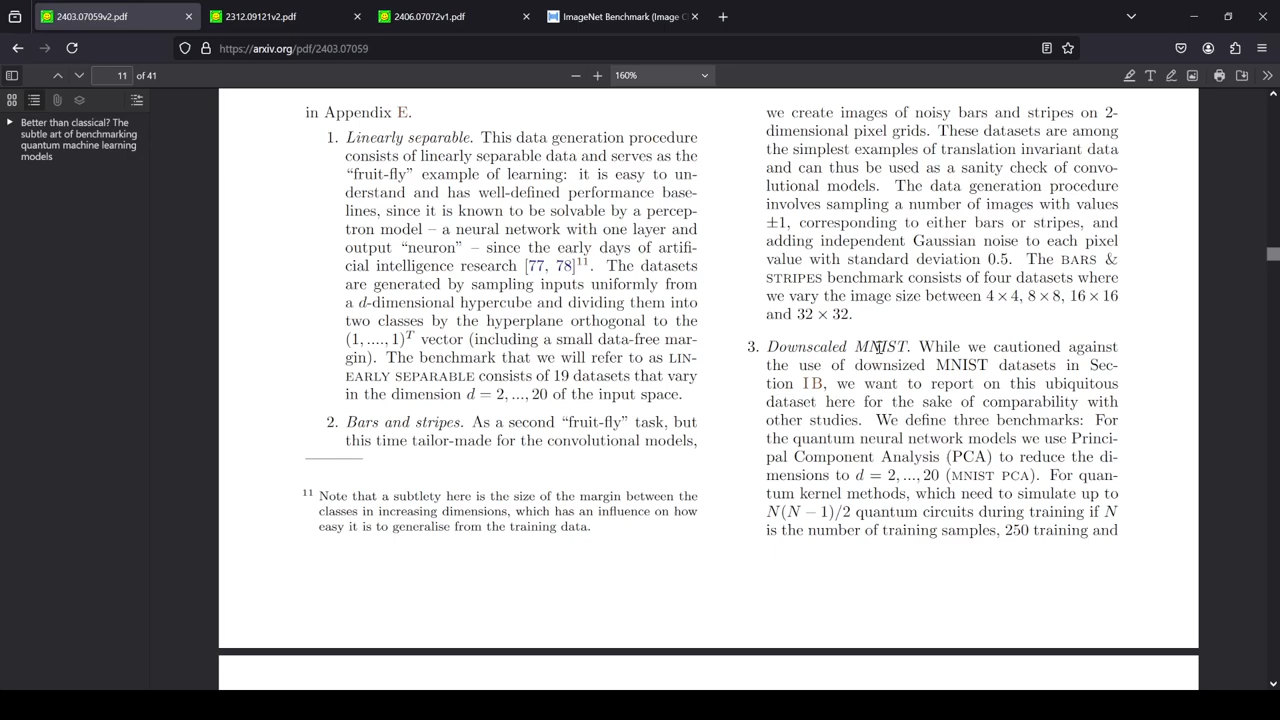 2403.07059v2.pdf
2312.09121v2.pdf
2406.07072v1.pdf
ImageNet Benchmark (Image C
https://arxiv.org/pdf/2403.07059
11 of 41
160%
Better than classical? The
subtle art of benchmarking
quantum machine learning
models
in Appendix E.
1. Linearly separable. This data generation procedure
consists of linearly separable data and serves as the
“fruit-fly” example of learning: it is easy to un-
derstand and has well-defined performance base-
lines, since it is known to be solvable by a percep-
tron model – a neural network with one layer and
output “neuron” – since the early days of artifi-
cial intelligence research [77, 78]¹¹. The datasets
are generated by sampling inputs uniformly from
a d-dimensional hypercube and dividing them into
two classes by the hyperplane orthogonal to the
(1, ...., 1)ᵀ vector (including a small data-free mar-
gin). The benchmark that we will refer to as LIN-
EARLY SEPARABLE consists of 19 datasets that vary
in the dimension d = 2, ..., 20 of the input space.
2. Bars and stripes. As a second “fruit-fly” task, but
this time tailor-made for the convolutional models,
¹¹ Note that a subtlety here is the size of the margin between the
classes in increasing dimensions, which has an influence on how
easy it is to generalise from the training data.
we create images of noisy bars and stripes on 2-
dimensional pixel grids. These datasets are among
the simplest examples of translation invariant data
and can thus be used as a sanity check of convo-
lutional models. The data generation procedure
involves sampling a number of images with values
±1, corresponding to either bars or stripes, and
adding independent Gaussian noise to each pixel
value with standard deviation 0.5. The BARS &
STRIPES benchmark consists of four datasets where
we vary the image size between 4 × 4, 8 × 8, 16 × 16
and 32 × 32.
3. Downscaled MNIST. While we cautioned against
the use of downsized MNIST datasets in Sec-
tion I B, we want to report on this ubiquitous
dataset here for the sake of comparability with
other studies. We define three benchmarks: For
the quantum neural network models we use Princi-
pal Component Analysis (PCA) to reduce the di-
mensions to d = 2, ..., 20 (MNIST PCA). For quan-
tum kernel methods, which need to simulate up to
N(N − 1)/2 quantum circuits during training if N
is the number of training samples, 250 training and